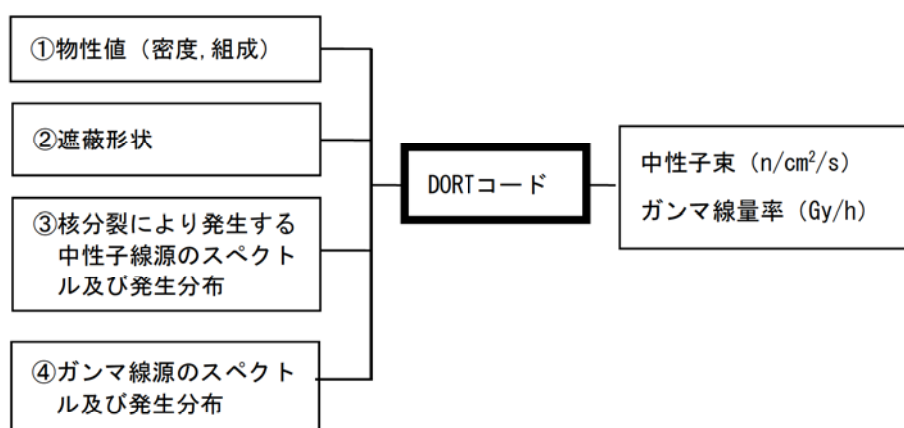 ①物性値（密度,組成）
②遮蔽形状
③核分裂により発生する
中性子線源のスペクト
ル及び発生分布
④ガンマ線源のスペクト
ル及び発生分布
DORTコード
中性子束（n/cm²/s）
ガンマ線量率（Gy/h）